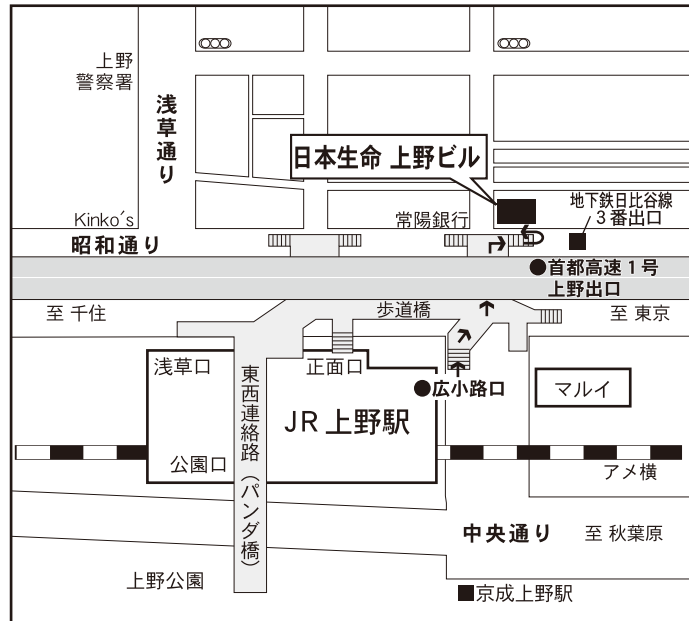 上野
警察署
浅草通り
日本生命 上野ビル
地下鉄日比谷線
3番出口
Kinko's
常陽銀行
昭和通り
●首都高速1号
上野出口
至 千住
歩道橋
至 東京
浅草口
正面口
マルイ
●広小路口
東西連絡路(パンダ橋)
JR 上野駅
公園口
アメ横
中央通り
至 秋葉原
上野公園
■京成上野駅